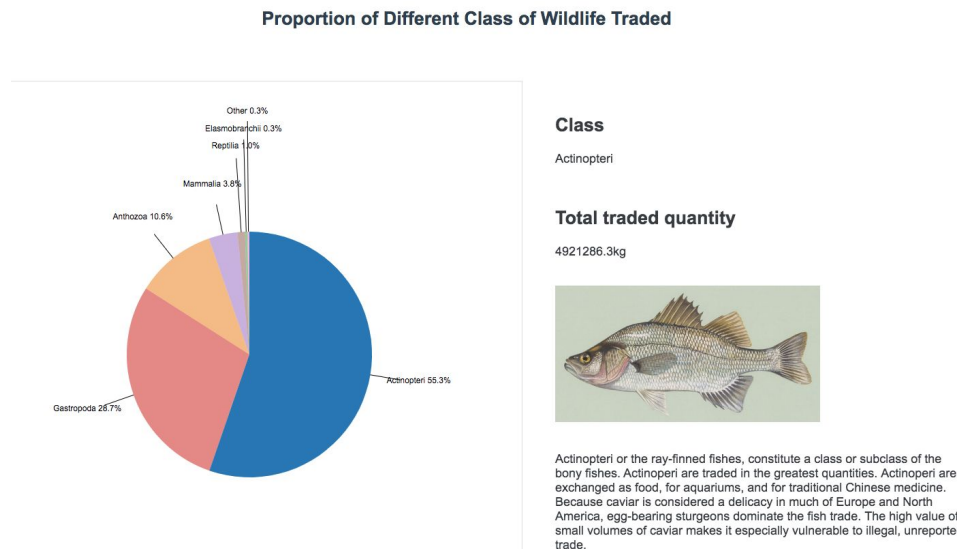 Proportion of Different Class of Wildlife Traded
Other 0.3%
Elasmobranchii 0.3%
Reptilia 1.0%
Mammalia 3.8%
Anthozoa 10.6%
Actinopteri 55.3%
Gastropoda 28.7%
Class
Actinopteri
Total traded quantity
4921286.3kg
Actinopteri or the ray-finned fishes, constitute a class or subclass of the
bony fishes. Actinoperi are traded in the greatest quantities. Actinoperi are
exchanged as food, for aquariums, and for traditional Chinese medicine.
Because caviar is considered a delicacy in much of Europe and North
America, egg-bearing sturgeons dominate the fish trade. The high value of
small volumes of caviar makes it especially vulnerable to illegal, unreporte
trade.